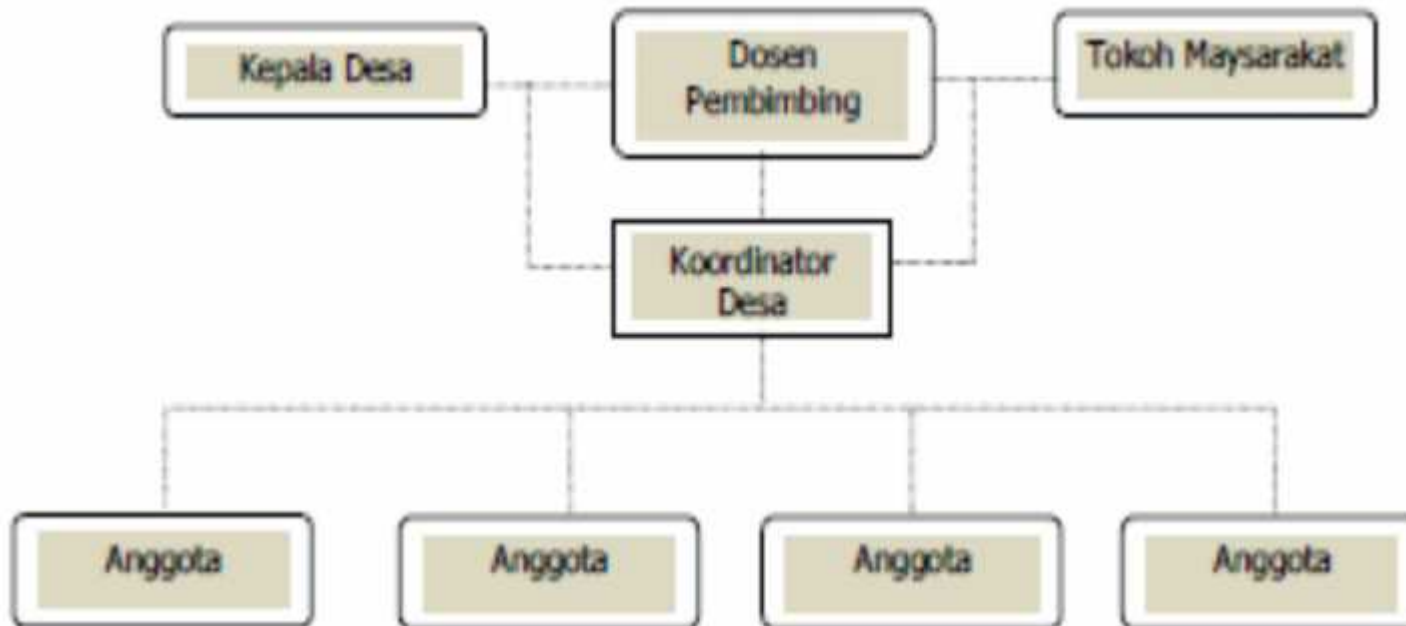 Kepala Desa
Dosen
Pembimbing
Tokoh Maysarakat
Koordinator
Desa
Anggota
Anggota
Anggota
Anggota